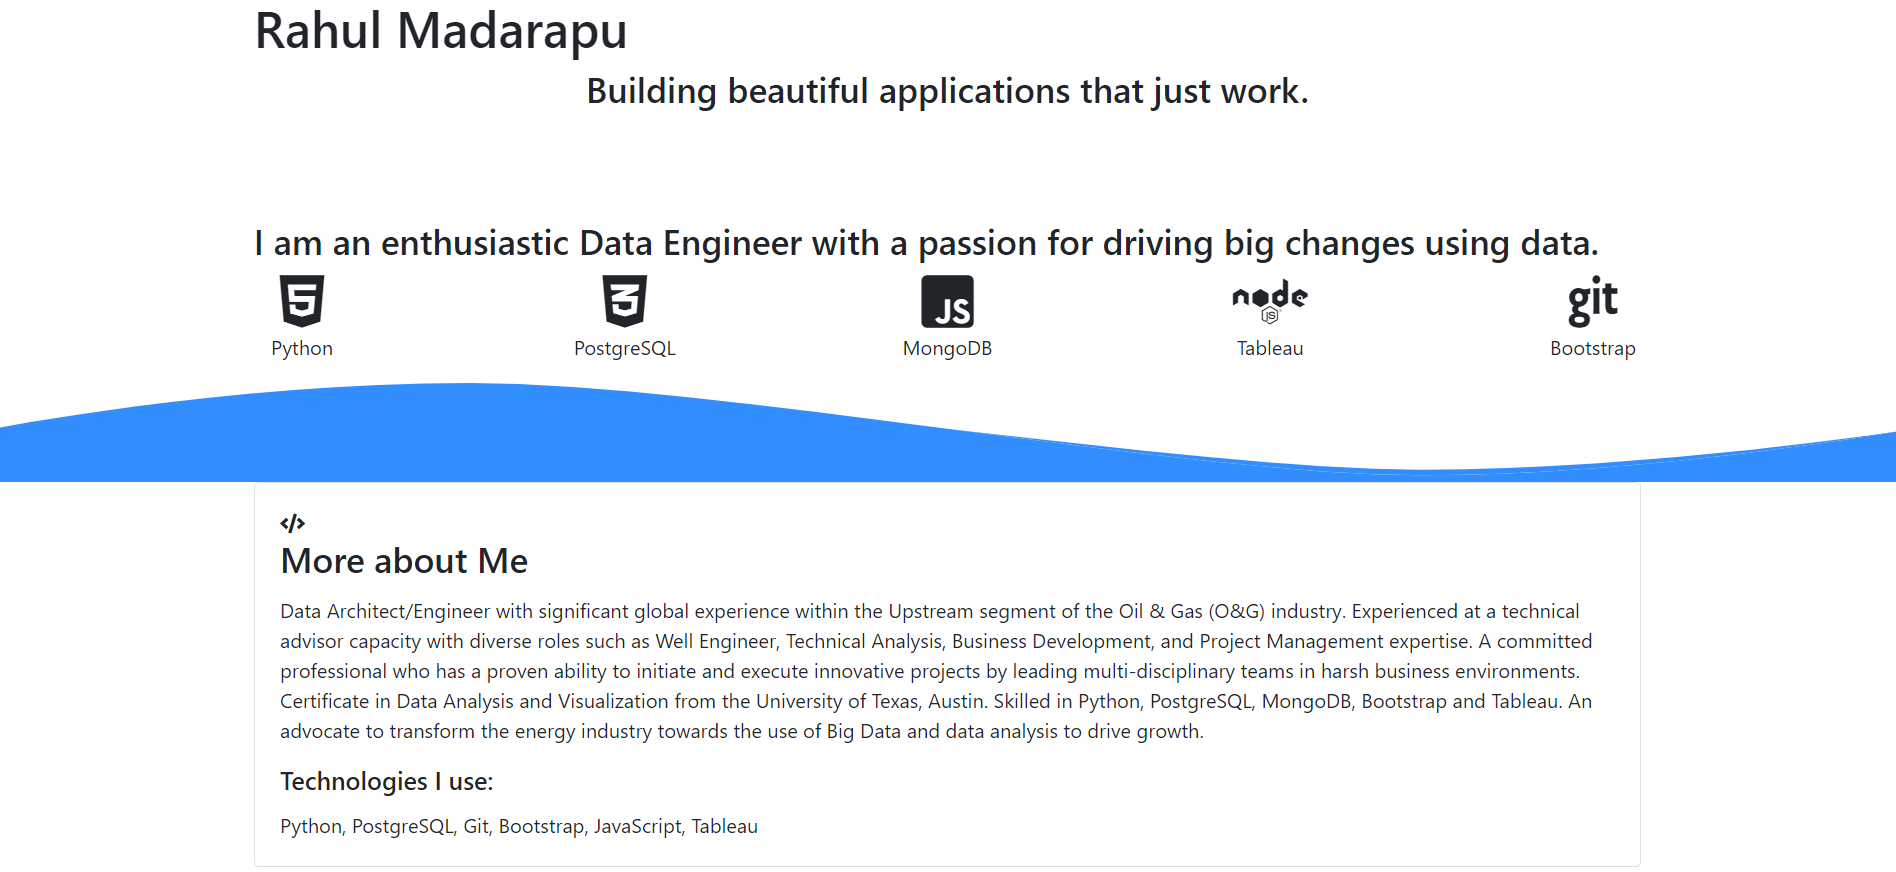 Rahul Madarapu
Building beautiful applications that just work.
I am an enthusiastic Data Engineer with a passion for driving big changes using data.
5 3 JS node JS git
Python PostgreSQL MongoDB Tableau Bootstrap
</>
More about Me
Data Architect/Engineer with significant global experience within the Upstream segment of the Oil & Gas (O&G) industry. Experienced at a technical
advisor capacity with diverse roles such as Well Engineer, Technical Analysis, Business Development, and Project Management expertise. A committed
professional who has a proven ability to initiate and execute innovative projects by leading multi-disciplinary teams in harsh business environments.
Certificate in Data Analysis and Visualization from the University of Texas, Austin. Skilled in Python, PostgreSQL, MongoDB, Bootstrap and Tableau. An
advocate to transform the energy industry towards the use of Big Data and data analysis to drive growth.
Technologies I use:
Python, PostgreSQL, Git, Bootstrap, JavaScript, Tableau